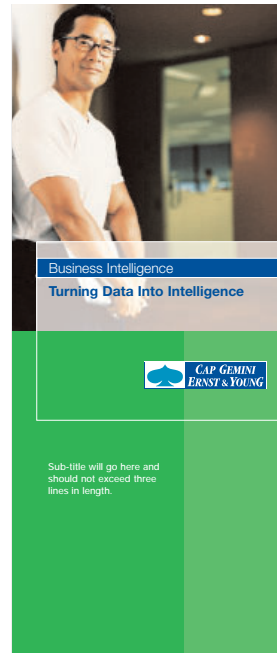 Business Intelligence
Turning Data Into Intelligence
CAP GEMINI
ERNST & YOUNG
Sub-title will go here and
should not exceed three
lines in length.